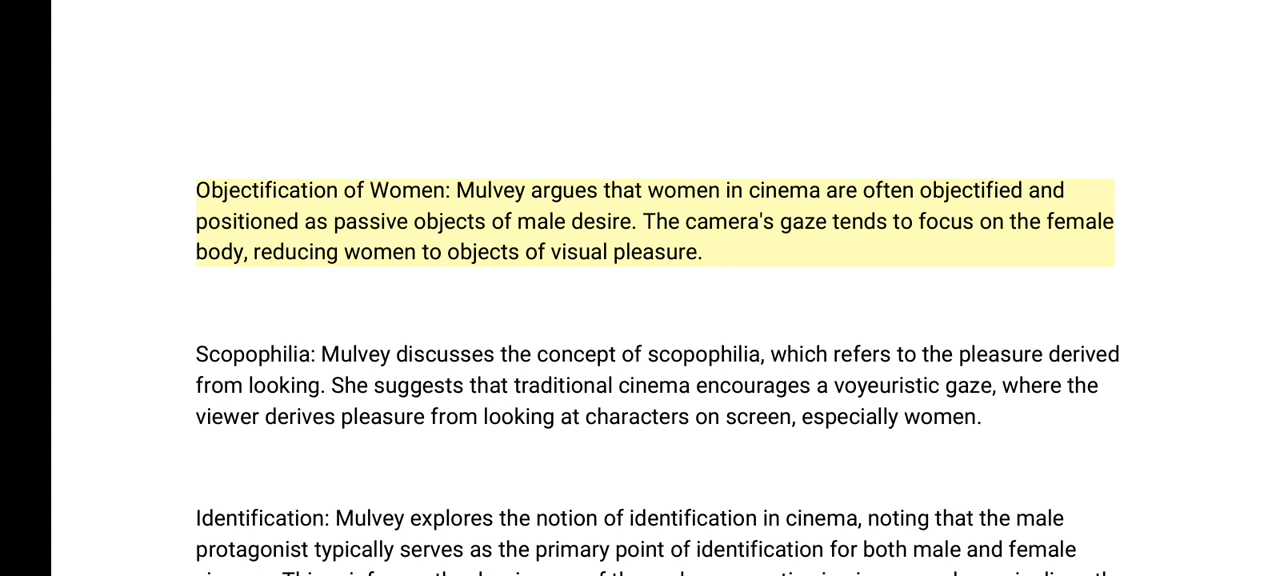 Objectification of Women: Mulvey argues that women in cinema are often objectified and
positioned as passive objects of male desire. The camera's gaze tends to focus on the female
body, reducing women to objects of visual pleasure.
Scopophilia: Mulvey discusses the concept of scopophilia, which refers to the pleasure derived
from looking. She suggests that traditional cinema encourages a voyeuristic gaze, where the
viewer derives pleasure from looking at characters on screen, especially women.
Identification: Mulvey explores the notion of identification in cinema, noting that the male
protagonist typically serves as the primary point of identification for both male and female